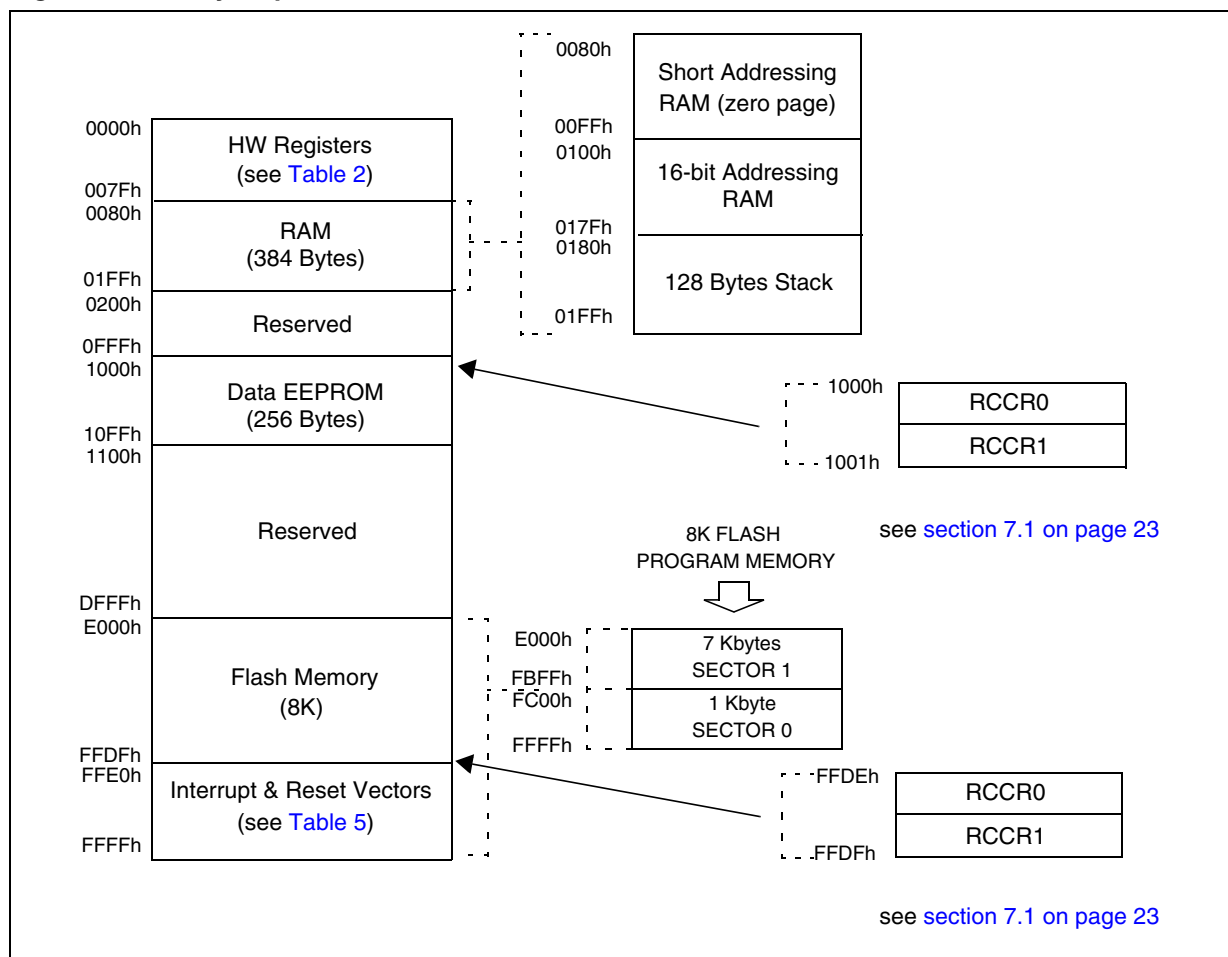 0000h
HW Registers
(see Table 2)
007Fh
0080h
RAM
(384 Bytes)
01FFh
0200h
Reserved
0FFFh
1000h
Data EEPROM
(256 Bytes)
10FFh
1100h
Reserved
DFFFh
E000h
Flash Memory
(8K)
FFDFh
FFE0h
Interrupt & Reset Vectors
(see Table 5)
FFFFh
0080h
Short Addressing
RAM (zero page)
00FFh
0100h
16-bit Addressing
RAM
017Fh
0180h
128 Bytes Stack
01FFh
1000h
RCCR0
RCCR1
1001h
see section 7.1 on page 23
8K FLASH
PROGRAM MEMORY
E000h
7 Kbytes
SECTOR 1
FBFFh
FC00h
1 Kbyte
SECTOR 0
FFFFh
FFDEh
RCCR0
RCCR1
FFDFh
see section 7.1 on page 23